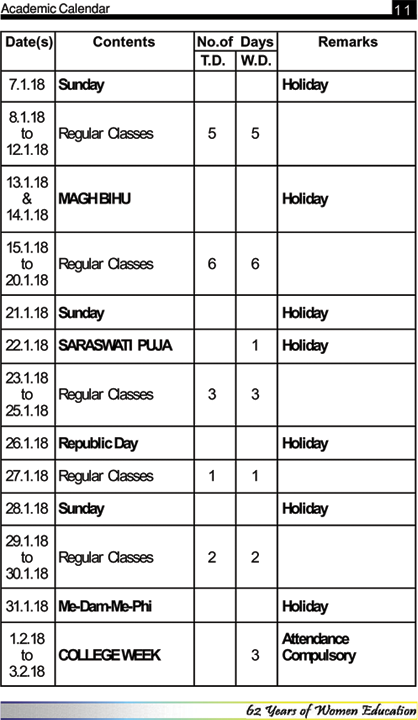 Academic Calendar 11
Date(s) Contents No.of Days Remarks
T.D. W.D.
7.1.18 Sunday Holiday
8.1.18
to Regular Classes 5 5
12.1.18
13.1.18
& MAGH BIHU Holiday
14.1.18
15.1.18
to Regular Classes 6 6
20.1.18
21.1.18 Sunday Holiday
22.1.18 SARASWATI PUJA 1 Holiday
23.1.18
to Regular Classes 3 3
25.1.18
26.1.18 Republic Day Holiday
27.1.18 Regular Classes 1 1
28.1.18 Sunday Holiday
29.1.18
to Regular Classes 2 2
30.1.18
31.1.18 Me-Dam-Me-Phi Holiday
1.2.18 Attendance
to COLLEGE WEEK 3 Compulsory
3.2.18
62 Years of Women Education